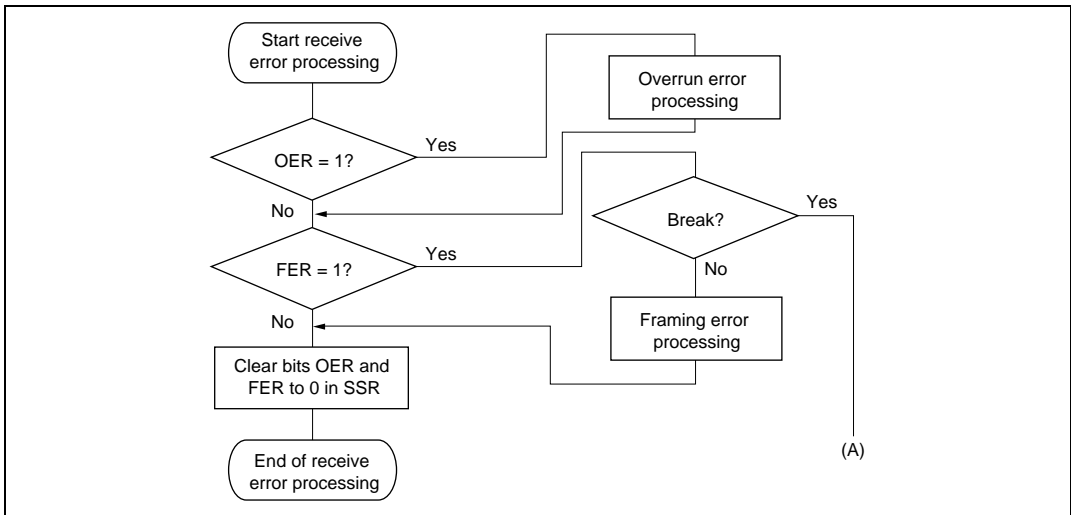 Start receive
error processing
OER = 1?
Yes
Overrun error
processing
No
FER = 1?
Yes
Break?
Yes
No
Framing error
processing
No
Clear bits OER and
FER to 0 in SSR
End of receive
error processing
(A)